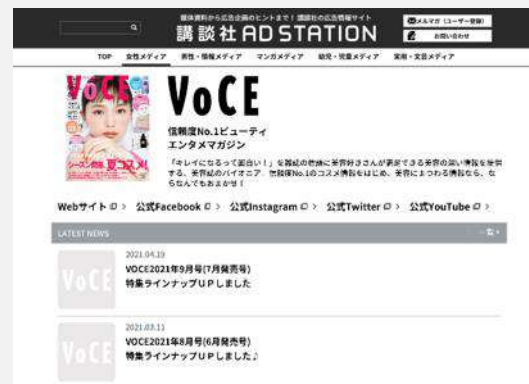 媒体資料から広告企画のヒントまで！講談社の広告情報サイト
講談社 AD STATION
メルマガ（ユーザー登録）
お問い合わせ
TOP 女性メディア 男性・情報メディア マンガメディア 幼児・児童メディア 実用・文芸メディア
VoCE
夏コスメ!
VoCE
信頼度No.1ビューティ
エンタメマガジン
「キレイになるって面白い！」を雑誌の信頼に美容好きさんが満足できる美容の深い情報を提供
する、美容誌のパイオニア。信頼度No.1のコスメ情報をはじめ、美容にまつわる情報なら、な
らなんでもおまかせ！
Webサイト > 公式Facebook > 公式Instagram > 公式Twitter > 公式YouTube >
LATEST NEWS 一覧
VoCE
2021.04.19
VOCE2021年9月号(7月発売号)
特集ラインナップUPしました
VoCE
2021.03.11
VOCE2021年8月号(6月発売号)
特集ラインナップUPしました♪